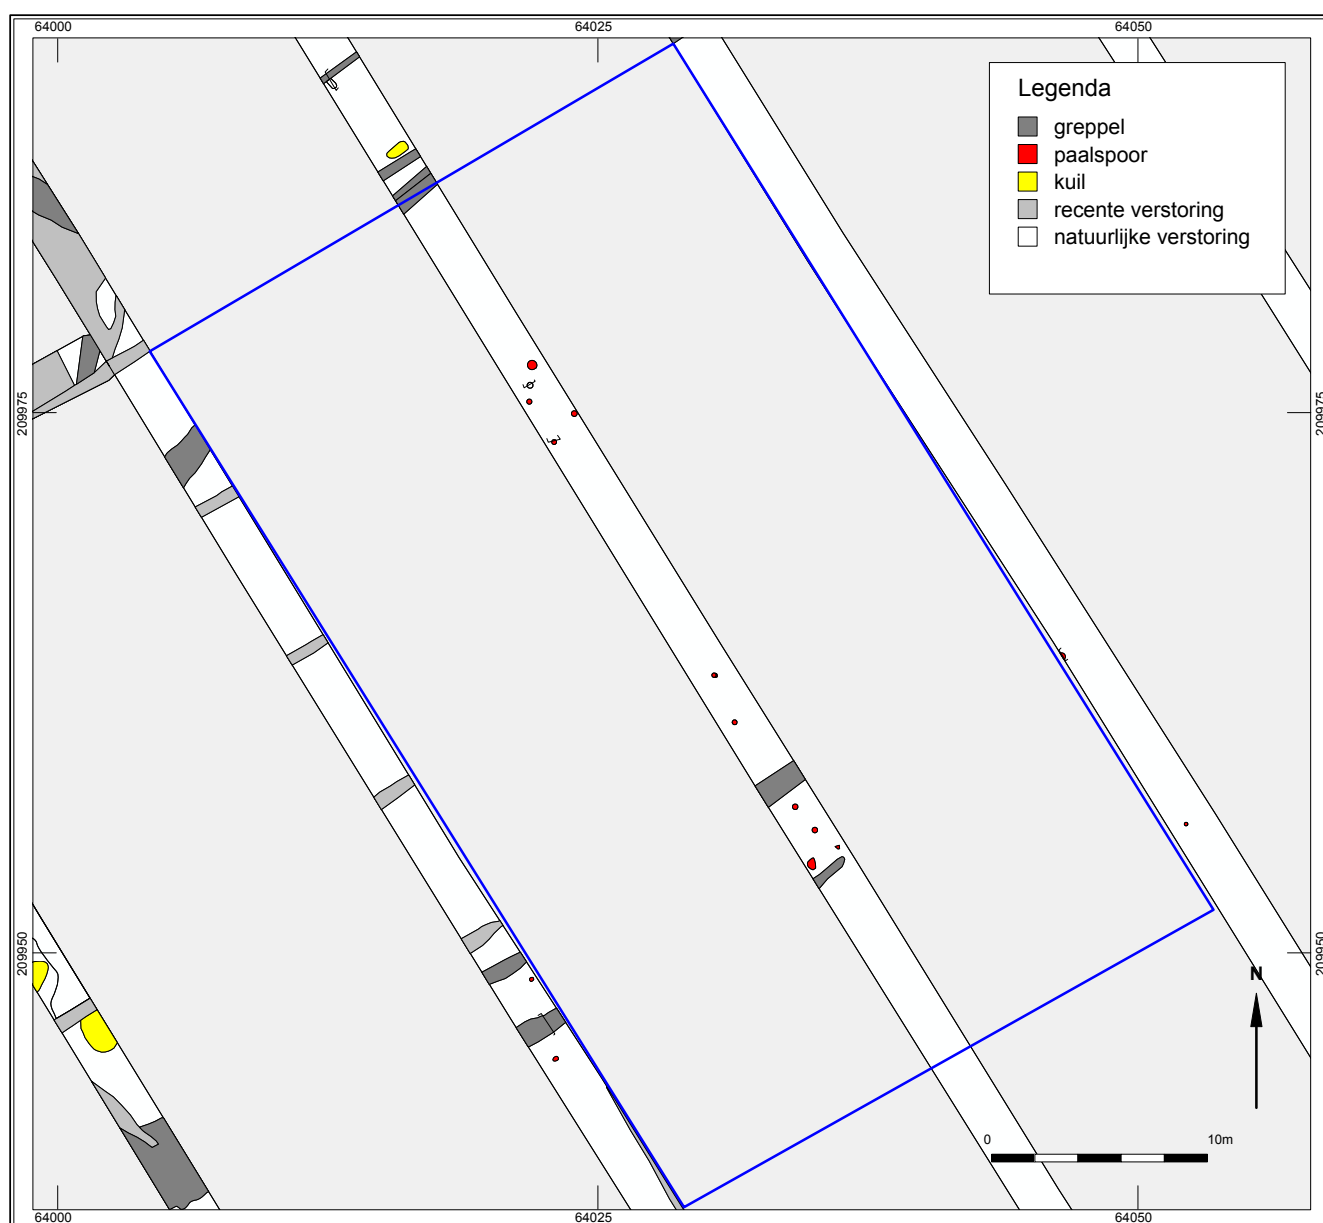 64000 64025 64050
Legenda
greppel
paalspoor
kuil
recente verstoring
natuurlijke verstoring
209975 209975
209950 209950
N
0 10m
64000 64025 64050